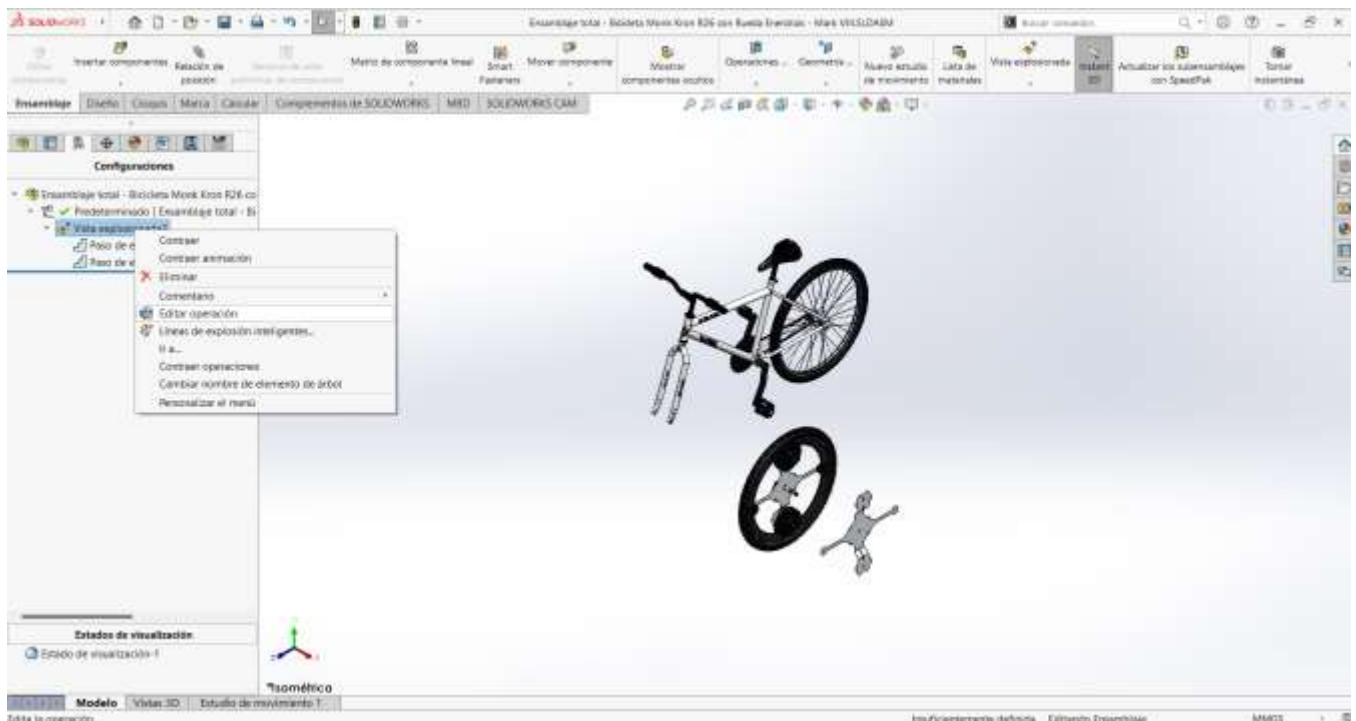 SOLIDWORKS
Ensamblaje total - Bicicleta Monk Kron R26 con Rueda
Insertar componentes
Relación de
posición
Matriz de componente lineal
Smart
Fasteners
Mover componente
Mostrar
componentes ocultos
Operaciones ...
Geometría ...
Nuevo estudio
de movimiento
Lista de
materiales
Vista explosionada
Instant
3D
Actualizar los subensamblajes
con SpeedPak
Tomar
instantánea
Ensamblaje
Diseño
Croquis
Marca
Calcular
Complementos de SOLIDWORKS
MBD
SOLIDWORKS CAM
Configuraciones
Ensamblaje total - Bicicleta Monk Kron R26 co
Predeterminado [ Ensamblaje total - Bi
Vista explosionada
Paso de e
Paso de e
Contraer
Contraer animación
Eliminar
Comentario
Editar operación
Líneas de explosión inteligentes...
Ir a...
Contraer operaciones
Cambiar nombre de elemento de árbol
Personalizar el menú
Estados de visualización
Estado de visualización-1
*Isométrica
Modelo
Vistas 3D
Estudio de movimiento 1
Edita la operación.
Insuficientemente definida
Editando Ensamblaje
MMGS